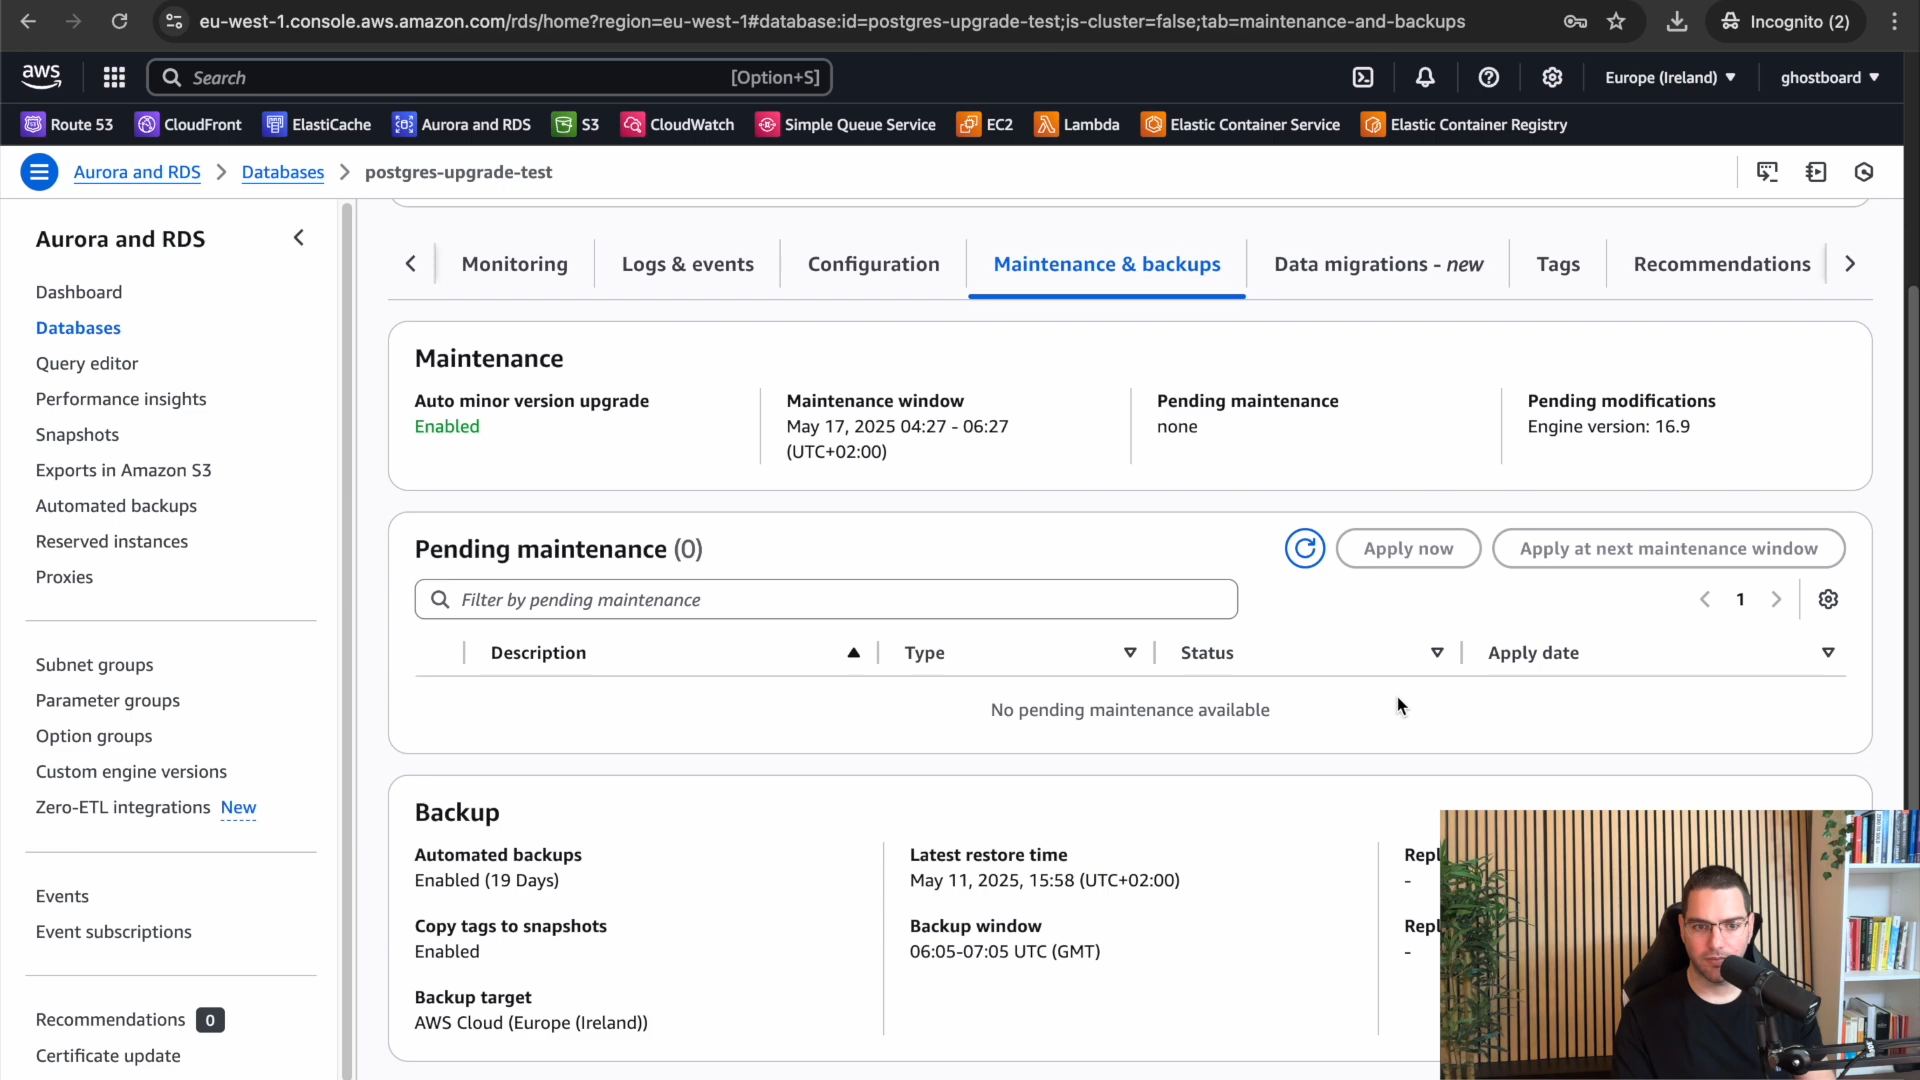 eu-west-1.console.aws.amazon.com/rds/home?region=eu-west-1#database:id=postgres-upgrade-test;is-cluster=false;tab=maintenance-and-backups
Incognito (2)
aws
Search
[Option+S]
Europe (Ireland)
ghostboard
Route 53
CloudFront
ElastiCache
Aurora and RDS
S3
CloudWatch
Simple Queue Service
EC2
Lambda
Elastic Container Service
Elastic Container Registry
Aurora and RDS
Databases
postgres-upgrade-test
Aurora and RDS
Dashboard
Databases
Query editor
Performance insights
Snapshots
Exports in Amazon S3
Automated backups
Reserved instances
Proxies
Subnet groups
Parameter groups
Option groups
Custom engine versions
Zero-ETL integrations New
Events
Event subscriptions
Recommendations 0
Certificate update
Monitoring
Logs & events
Configuration
Maintenance & backups
Data migrations - new
Tags
Recommendations
Maintenance
Auto minor version upgrade
Enabled
Maintenance window
May 17, 2025 04:27 - 06:27
(UTC+02:00)
Pending maintenance
none
Pending modifications
Engine version: 16.9
Pending maintenance (0)
Apply now
Apply at next maintenance window
Filter by pending maintenance
1
Description
Type
Status
Apply date
No pending maintenance available
Backup
Automated backups
Enabled (19 Days)
Copy tags to snapshots
Enabled
Backup target
AWS Cloud (Europe (Ireland))
Latest restore time
May 11, 2025, 15:58 (UTC+02:00)
Backup window
06:05-07:05 UTC (GMT)
Repl
-
Repl
-